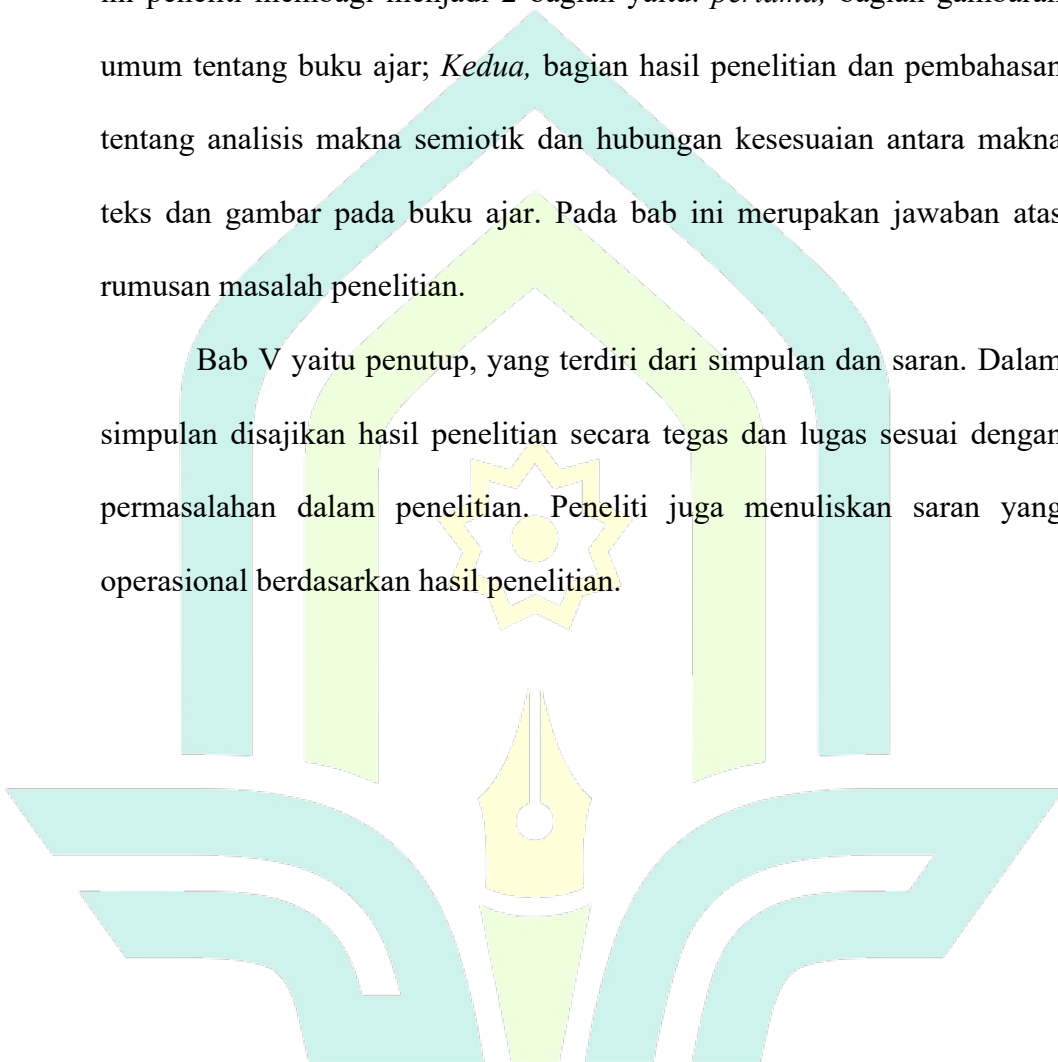 ini peneliti membagi menjadi 2 bagian yaitu: pertama, bagian gambaran
umum tentang buku ajar; Kedua, bagian hasil penelitian dan pembahasan
tentang analisis makna semiotik dan hubungan kesesuaian antara makna
teks dan gambar pada buku ajar. Pada bab ini merupakan jawaban atas
rumusan masalah penelitian.
Bab V yaitu penutup, yang terdiri dari simpulan dan saran. Dalam
simpulan disajikan hasil penelitian secara tegas dan lugas sesuai dengan
permasalahan dalam penelitian. Peneliti juga menuliskan saran yang
operasional berdasarkan hasil penelitian.